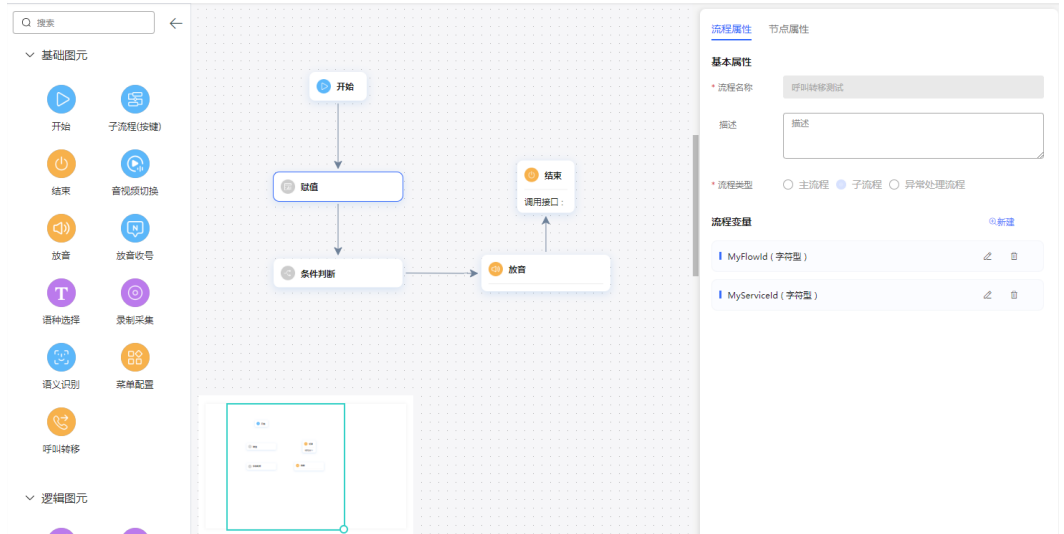 搜索
基础图元
开始
子流程(按键)
结束
音视频切换
放音
放音收号
语种选择
录制采集
语义识别
菜单配置
呼叫转移
逻辑图元
开始
赋值
条件判断
放音
结束
调用接口 :
流程属性
节点属性
基本属性
* 流程名称
呼叫转移测试
描述
描述
* 流程类型
主流程
子流程
异常处理流程
流程变量
新建
MyFlowId ( 字符型 )
MyServiceId ( 字符型 )